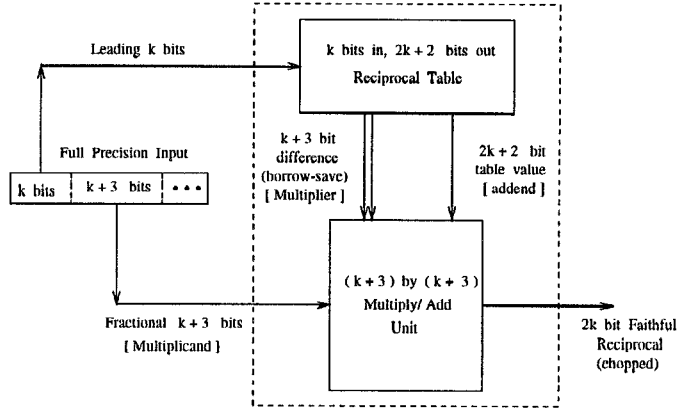 Leading k bits
k bits in, 2k + 2 bits out
Reciprocal Table
Full Precision Input
k bits
k + 3 bits
• • •
k + 3 bit
difference
(borrow-save)
[ Multiplier ]
2k + 2 bit
table value
[ addend ]
( k + 3 ) by ( k + 3 )
Multiply/ Add
Unit
Fractional k + 3 bits
[ Multiplicand ]
2k bit Faithful
Reciprocal
(chopped)